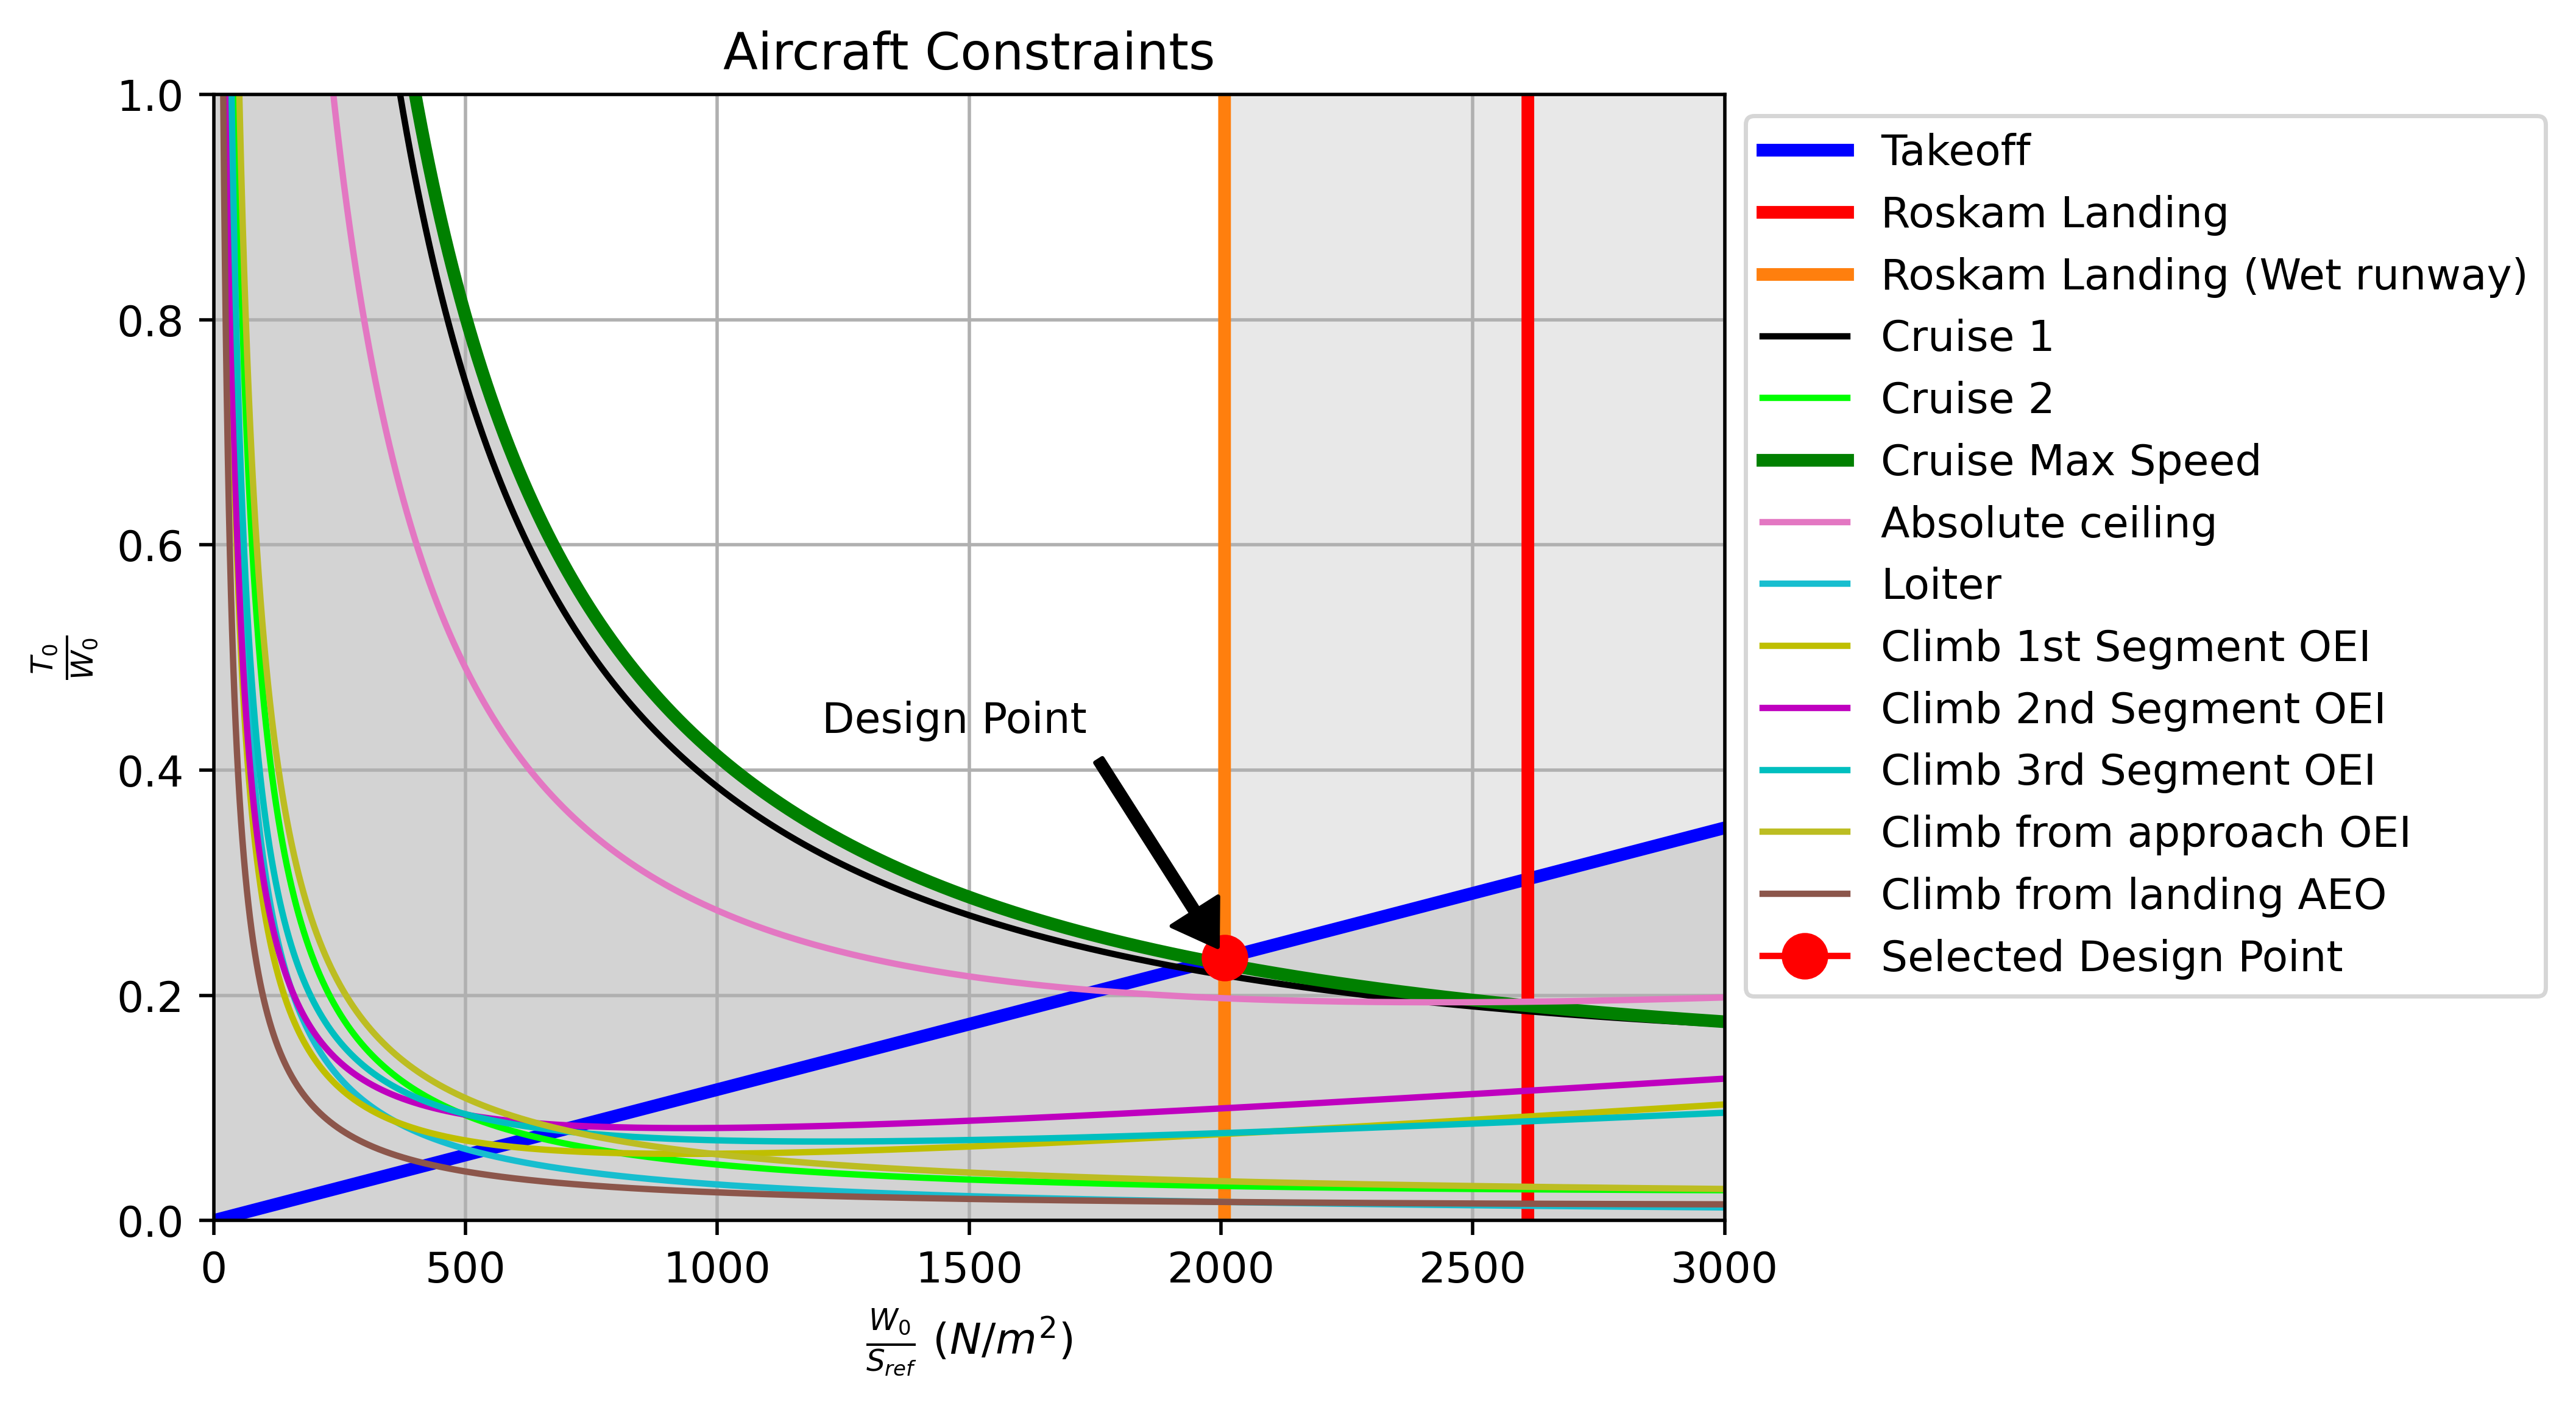 Aircraft Constraints
1.0
0.8
0.6
0.4
0.2
0.0
T₀/W₀
Design Point
0 500 1000 1500 2000 2500 3000
W₀/S_ref (N/m²)
Takeoff
Roskam Landing
Roskam Landing (Wet runway)
Cruise 1
Cruise 2
Cruise Max Speed
Absolute ceiling
Loiter
Climb 1st Segment OEI
Climb 2nd Segment OEI
Climb 3rd Segment OEI
Climb from approach OEI
Climb from landing AEO
Selected Design Point